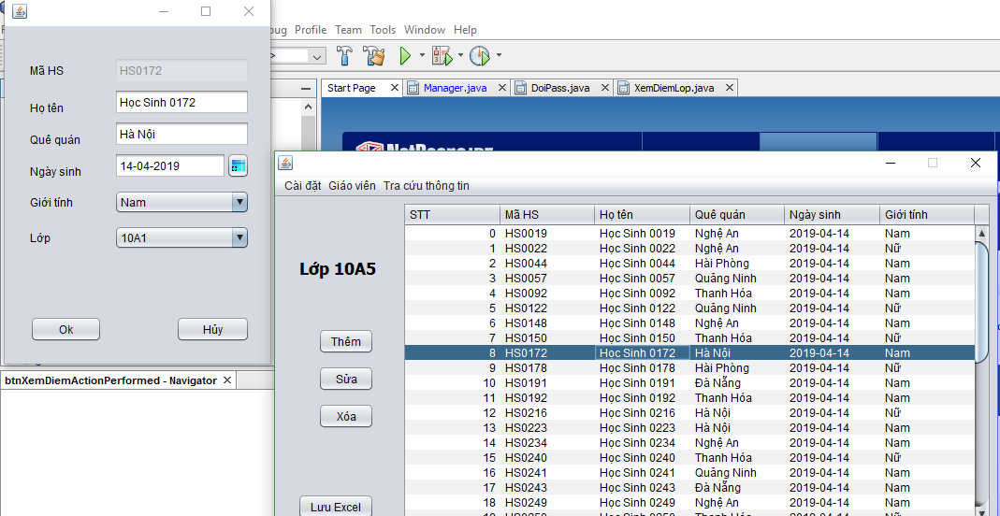 Mã HS HS0172
Họ tên Học Sinh 0172
Quê quán Hà Nội
Ngày sinh 14-04-2019
Giới tính Nam
Lớp 10A1
Ok Hủy
Profile Team Tools Window Help
Start Page Manager.java DoiPass.java XemDiemLop.java
btnXemDiemActionPerformed - Navigator
Cài đặt Giáo viên Tra cứu thông tin
Lớp 10A5
Thêm
Sửa
Xóa
Lưu Excel
STT Mã HS Họ tên Quê quán Ngày sinh Giới tính
0 HS0019 Học Sinh 0019 Nghệ An 2019-04-14 Nam
1 HS0022 Học Sinh 0022 Nghệ An 2019-04-14 Nữ
2 HS0044 Học Sinh 0044 Hài Phòng 2019-04-14 Nam
3 HS0057 Học Sinh 0057 Quảng Ninh 2019-04-14 Nam
4 HS0092 Học Sinh 0092 Thanh Hóa 2019-04-14 Nam
5 HS0122 Học Sinh 0122 Quảng Ninh 2019-04-14 Nữ
6 HS0148 Học Sinh 0148 Nghệ An 2019-04-14 Nam
7 HS0150 Học Sinh 0150 Thanh Hóa 2019-04-14 Nữ
8 HS0172 Học Sinh 0172 Hà Nội 2019-04-14 Nam
9 HS0178 Học Sinh 0178 Hài Phòng 2019-04-14 Nữ
10 HS0191 Học Sinh 0191 Đà Nẵng 2019-04-14 Nam
11 HS0192 Học Sinh 0192 Thanh Hóa 2019-04-14 Nam
12 HS0216 Học Sinh 0216 Hà Nội 2019-04-14 Nữ
13 HS0223 Học Sinh 0223 Hà Nội 2019-04-14 Nam
14 HS0234 Học Sinh 0234 Nghệ An 2019-04-14 Nam
15 HS0240 Học Sinh 0240 Thanh Hóa 2019-04-14 Nữ
16 HS0241 Học Sinh 0241 Quảng Ninh 2019-04-14 Nam
17 HS0243 Học Sinh 0243 Đà Nẵng 2019-04-14 Nam
18 HS0249 Học Sinh 0249 Nghệ An 2019-04-14 Nam